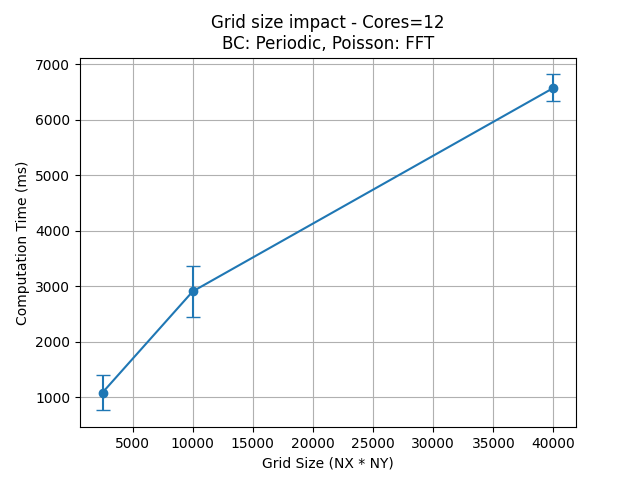 Grid size impact - Cores=12
BC: Periodic, Poisson: FFT
7000
6000
5000
4000
3000
2000
1000
Computation Time (ms)
5000 10000 15000 20000 25000 30000 35000 40000
Grid Size (NX * NY)